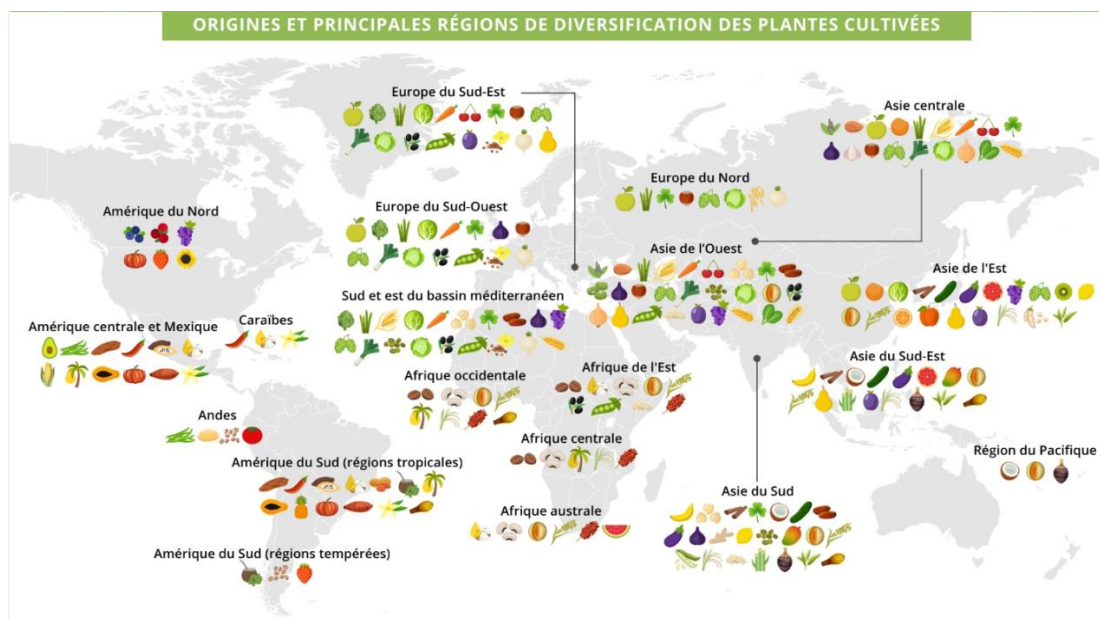 ORIGINES ET PRINCIPALES RÉGIONS DE DIVERSIFICATION DES PLANTES CULTIVÉES
Europe du Sud-Est
Asie centrale
Europe du Nord
Amérique du Nord
Europe du Sud-Ouest
Asie de l'Ouest
Asie de l'Est
Sud et est du bassin méditerranéen
Amérique centrale et Mexique
Caraïbes
Asie du Sud-Est
Afrique occidentale
Afrique de l'Est
Andes
Afrique centrale
Région du Pacifique
Amérique du Sud (régions tropicales)
Asie du Sud
Afrique australe
Amérique du Sud (régions tempérées)